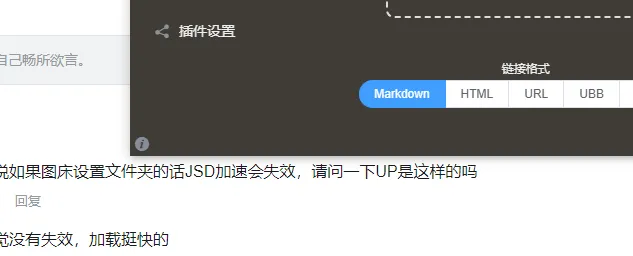 插件设置
自己畅所欲言。
链接格式
Markdown HTML URL UBB
说如果图床设置文件夹的话JSD加速会失效，请问一下UP是这样的吗
回复
觉没有失效，加载挺快的